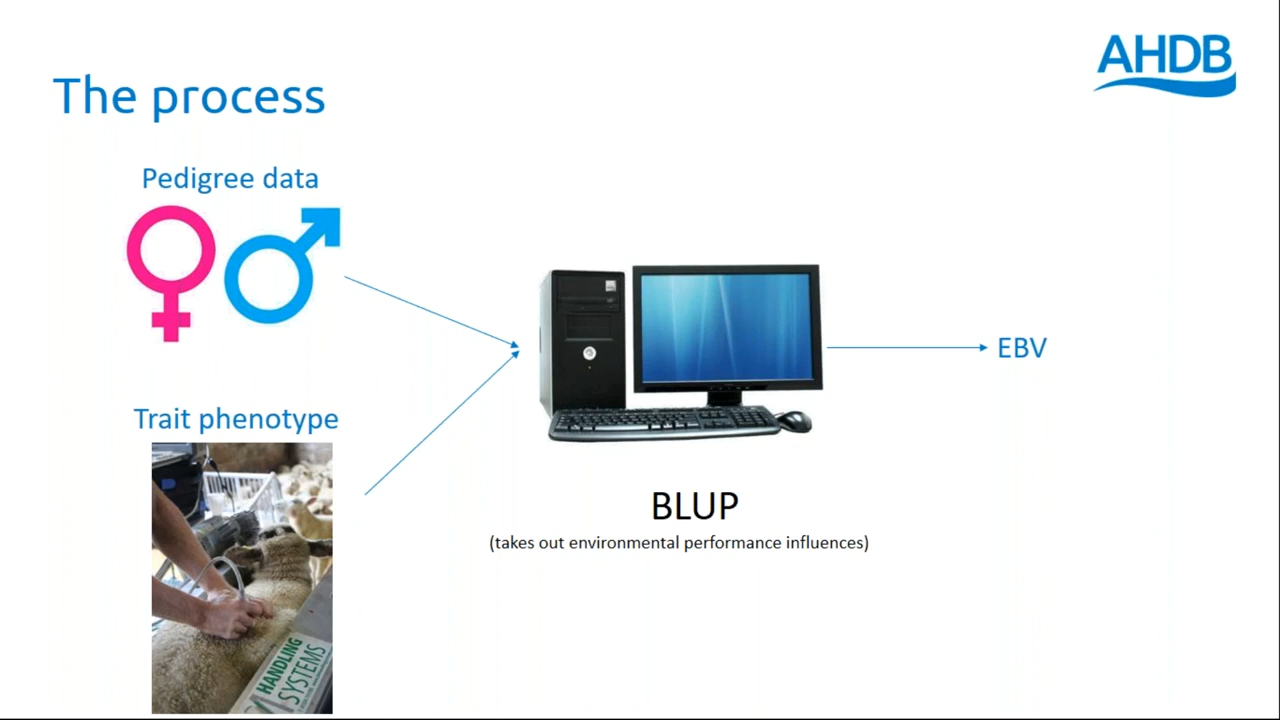 AHDB
The process
Pedigree data
Trait phenotype
HANDLING
SYSTEMS
BLUP
(takes out environmental performance influences)
EBV